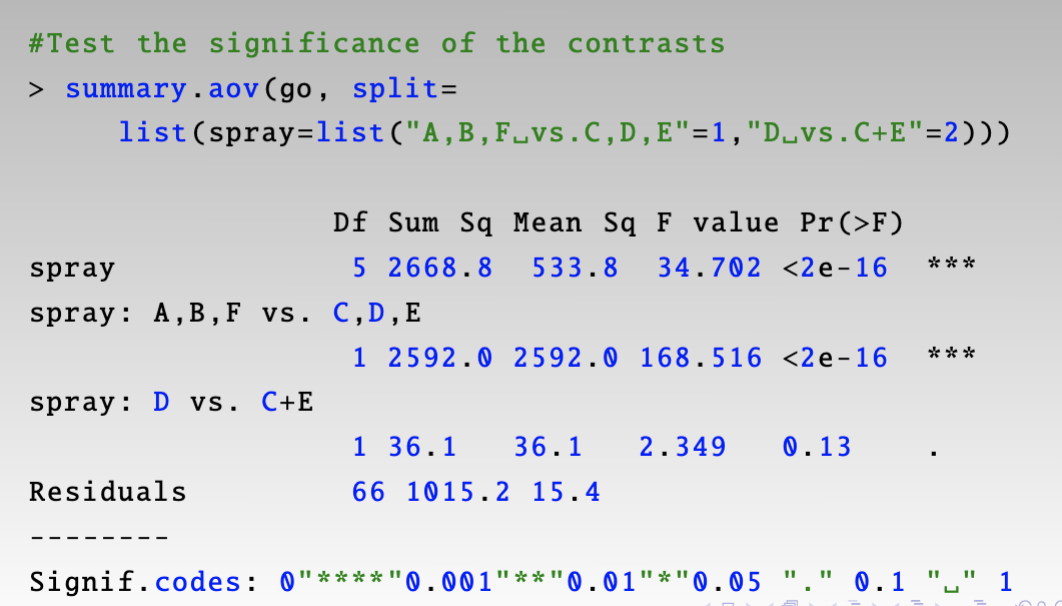 #Test the significance of the contrasts
> summary.aov(go, split=
list(spray=list("A,B,F␣vs.C,D,E"=1,"D␣vs.C+E"=2)))
Df Sum Sq Mean Sq F value Pr(>F)
spray 5 2668.8 533.8 34.702 <2e-16 ***
spray: A,B,F vs. C,D,E
1 2592.0 2592.0 168.516 <2e-16 ***
spray: D vs. C+E
1 36.1 36.1 2.349 0.13 .
Residuals 66 1015.2 15.4
--------
Signif.codes: 0"****"0.001"**"0.01"*"0.05 "." 0.1 "␣" 1